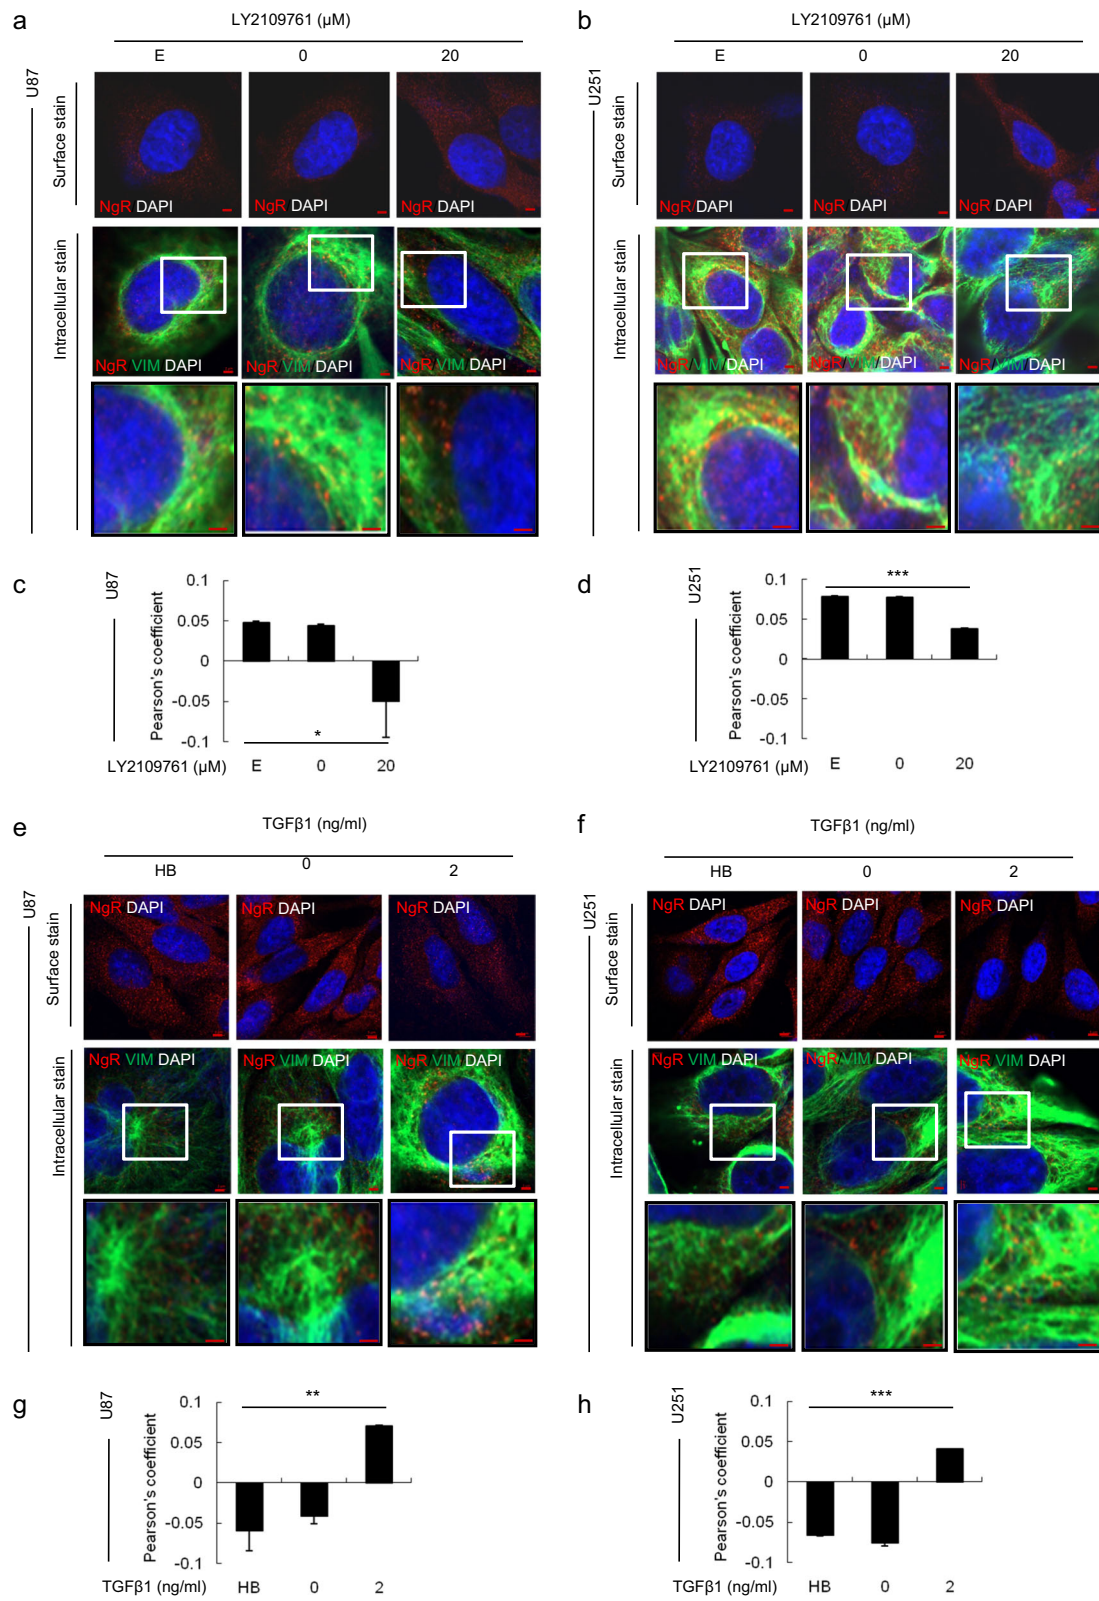 a
LY2109761 (µM)
E 0 20
U87
Surface stain
NgR DAPI NgR DAPI NgR DAPI
Intracellular stain
NgR VIM DAPI NgR VIM DAPI NgR VIM DAPI
b
LY2109761 (µM)
E 0 20
U251
Surface stain
NgR/DAPI NgR DAPI NgR DAPI
Intracellular stain
NgR/VIM/DAPI NgR/VIM/DAPI NgR/VIM/DAPI
c
U87
Pearson's coefficient
0.1
0.05
0
-0.05
-0.1
*
LY2109761 (µM) E 0 20
d
U251
Pearson's coefficient
0.1
0.05
0
-0.05
-0.1
***
LY2109761 (µM) E 0 20
e
TGFβ1 (ng/ml)
HB 0 2
U87
Surface stain
NgR DAPI NgR DAPI NgR DAPI
Intracellular stain
NgR VIM DAPI NgR VIM DAPI NgR VIM DAPI
f
TGFβ1 (ng/ml)
HB 0 2
U251
Surface stain
NgR DAPI NgR DAPI NgR DAPI
Intracellular stain
NgR VIM DAPI NgR/VIM DAPI NgR VIM DAPI
g
U87
Pearson's coefficient
0.1
0.05
0
-0.05
-0.1
**
TGFβ1 (ng/ml) HB 0 2
h
U251
Pearson's coefficient
0.1
0.05
0
-0.05
-0.1
***
TGFβ1 (ng/ml) HB 0 2